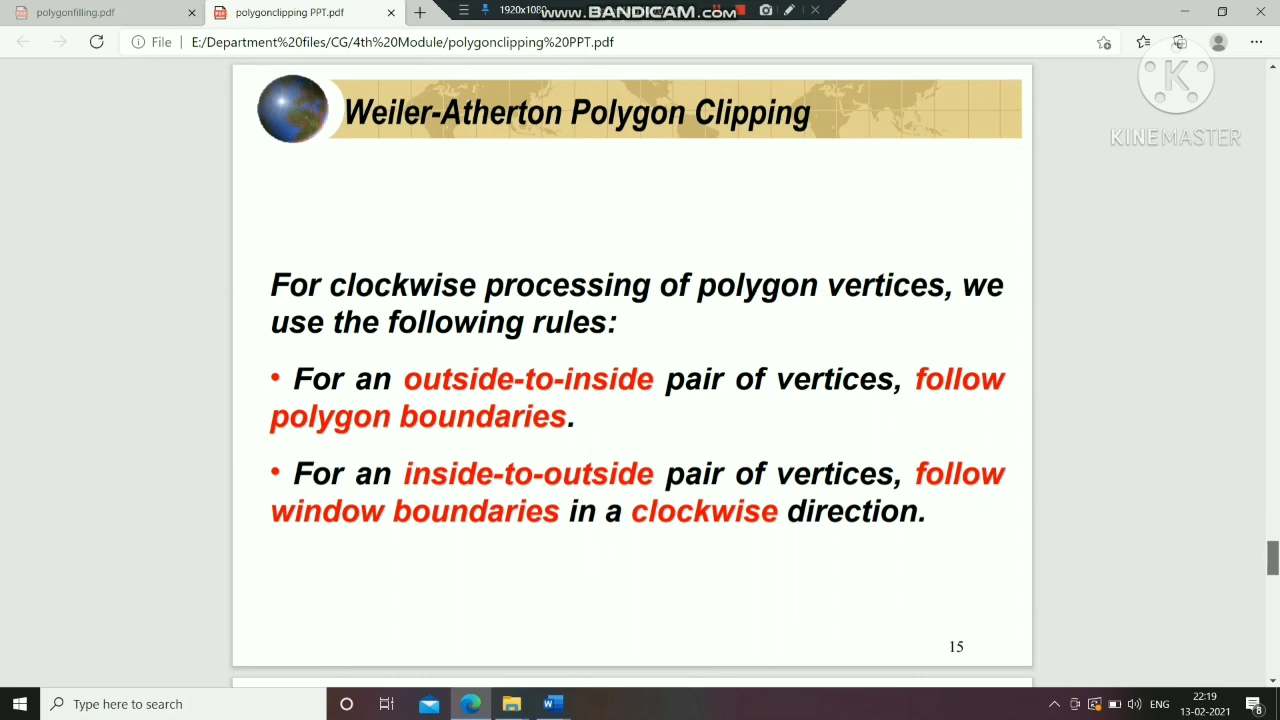 polygonfilling.pdf
polygonclipping PPT.pdf
1920x1080
www.BANDICAM.com
File
E:/Department%20files/CG/4th%20Module/polygonclipping%20PPT.pdf
K
KINEMASTER
Weiler-Atherton Polygon Clipping
For clockwise processing of polygon vertices, we
use the following rules:
• For an outside-to-inside pair of vertices, follow
polygon boundaries.
• For an inside-to-outside pair of vertices, follow
window boundaries in a clockwise direction.
15
Type here to search
ENG
22:19
13-02-2021
8